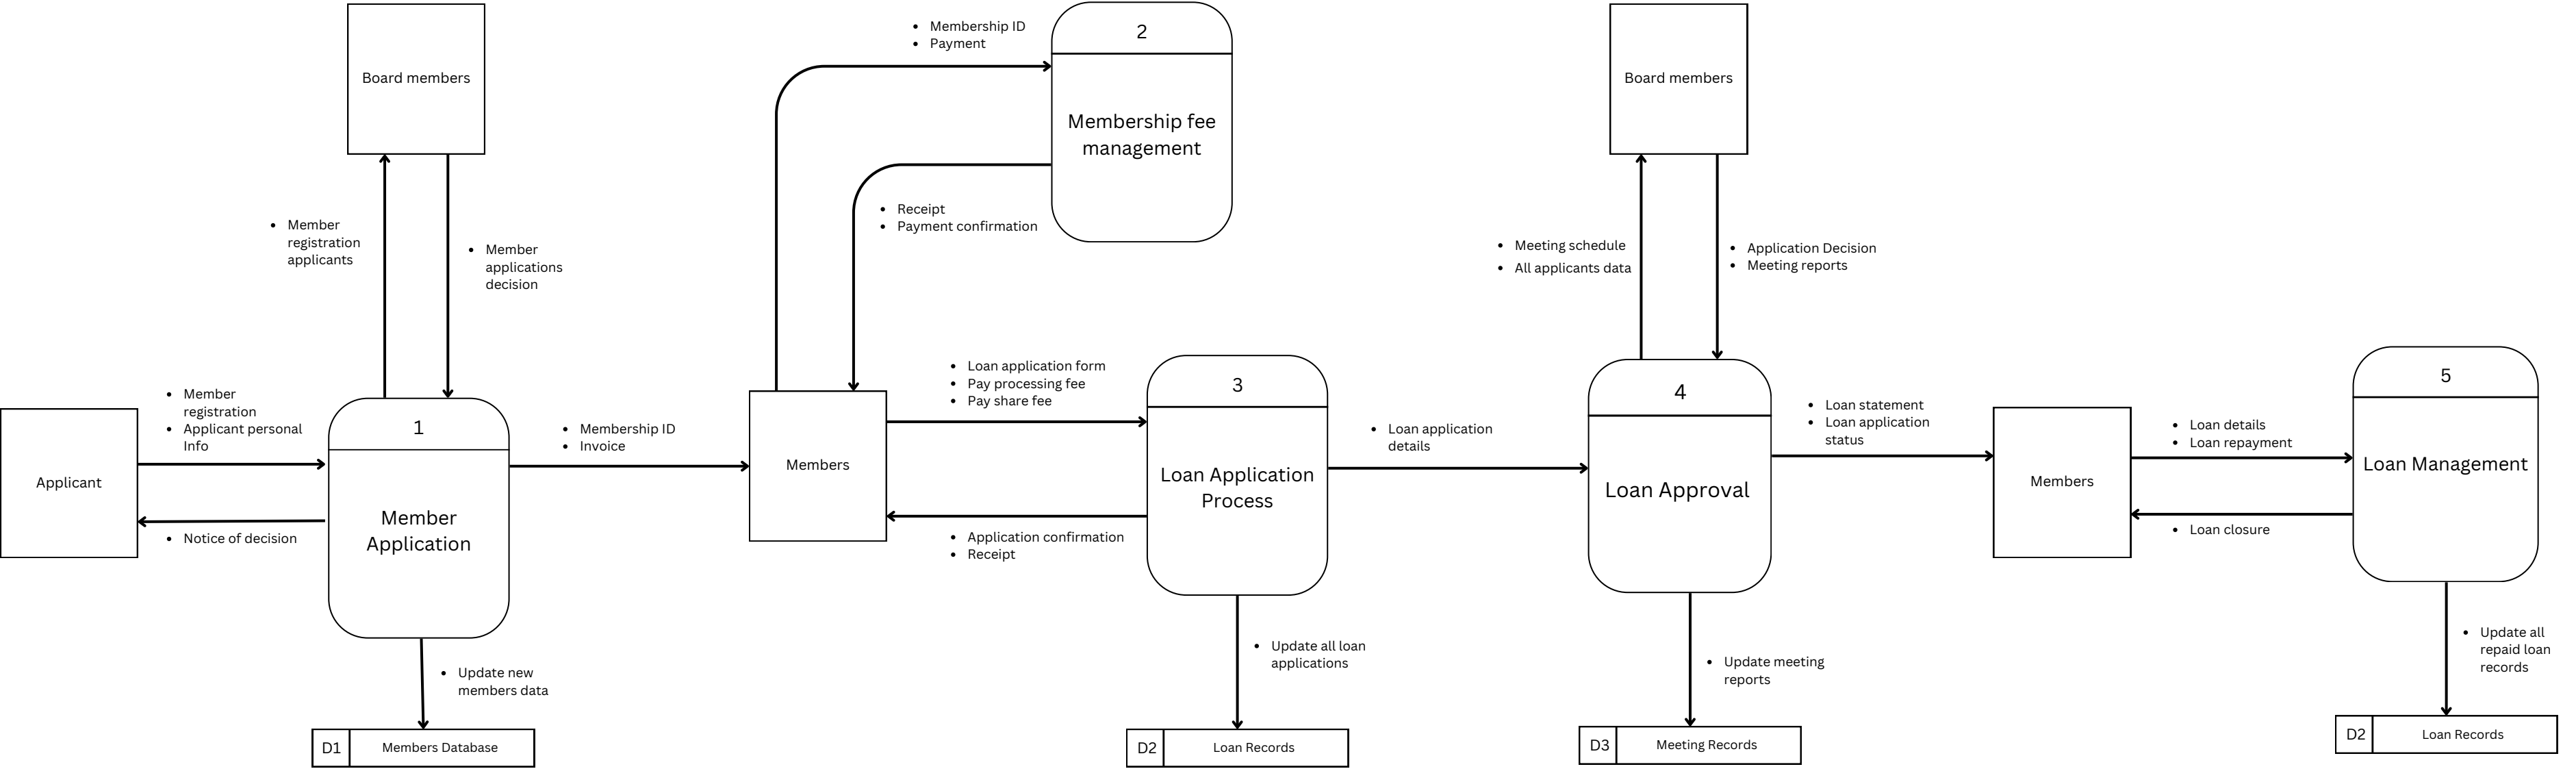 Board members
• Member
registration
applicants
• Member
applications
decision
Applicant
• Member
registration
• Applicant personal
Info
• Notice of decision
1
Member
Application
• Update new
members data
D1
Members Database
• Membership ID
• Invoice
Members
• Membership ID
• Payment
2
Membership fee
management
• Receipt
• Payment confirmation
• Loan application form
• Pay processing fee
• Pay share fee
• Application confirmation
• Receipt
3
Loan Application
Process
• Update all loan
applications
D2
Loan Records
• Loan application
details
Board members
• Meeting schedule
• All applicants data
• Application Decision
• Meeting reports
4
Loan Approval
• Update meeting
reports
D3
Meeting Records
• Loan statement
• Loan application
status
Members
• Loan details
• Loan repayment
• Loan closure
5
Loan Management
• Update all
repaid loan
records
D2
Loan Records